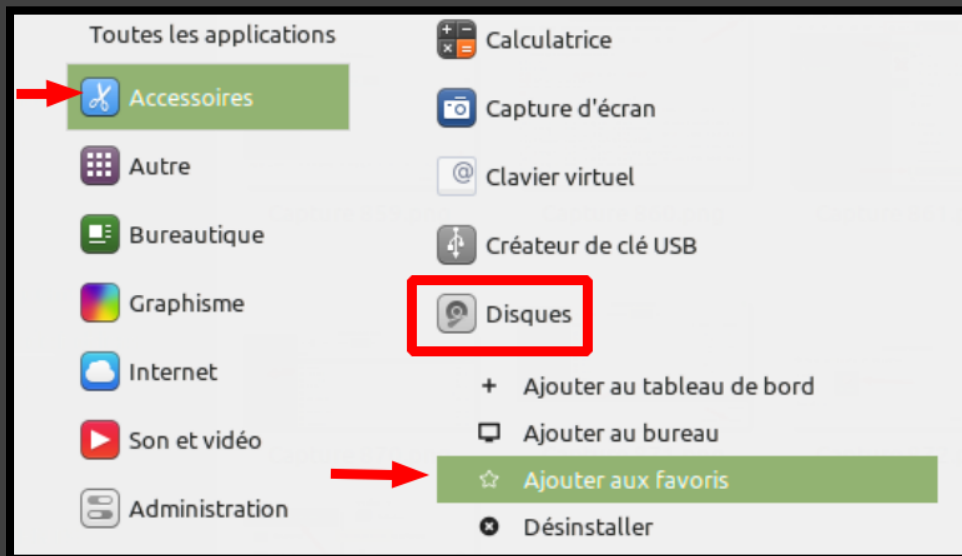 Toutes les applications
Accessoires
Autre
Bureautique
Graphisme
Internet
Son et vidéo
Administration
Calculatrice
Capture d'écran
Clavier virtuel
Créateur de clé USB
Disques
Ajouter au tableau de bord
Ajouter au bureau
Ajouter aux favoris
Désinstaller